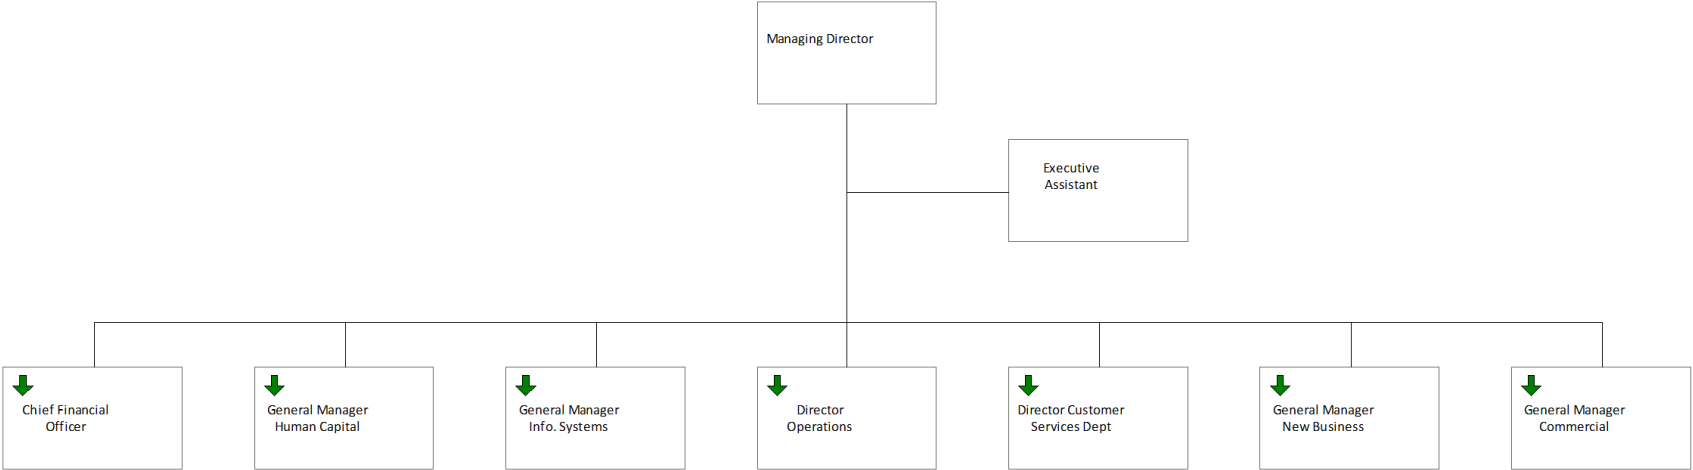 Managing Director
Executive
Assistant
Chief Financial
Officer
General Manager
Human Capital
General Manager
Info. Systems
Director
Operations
Director Customer
Services Dept
General Manager
New Business
General Manager
Commercial